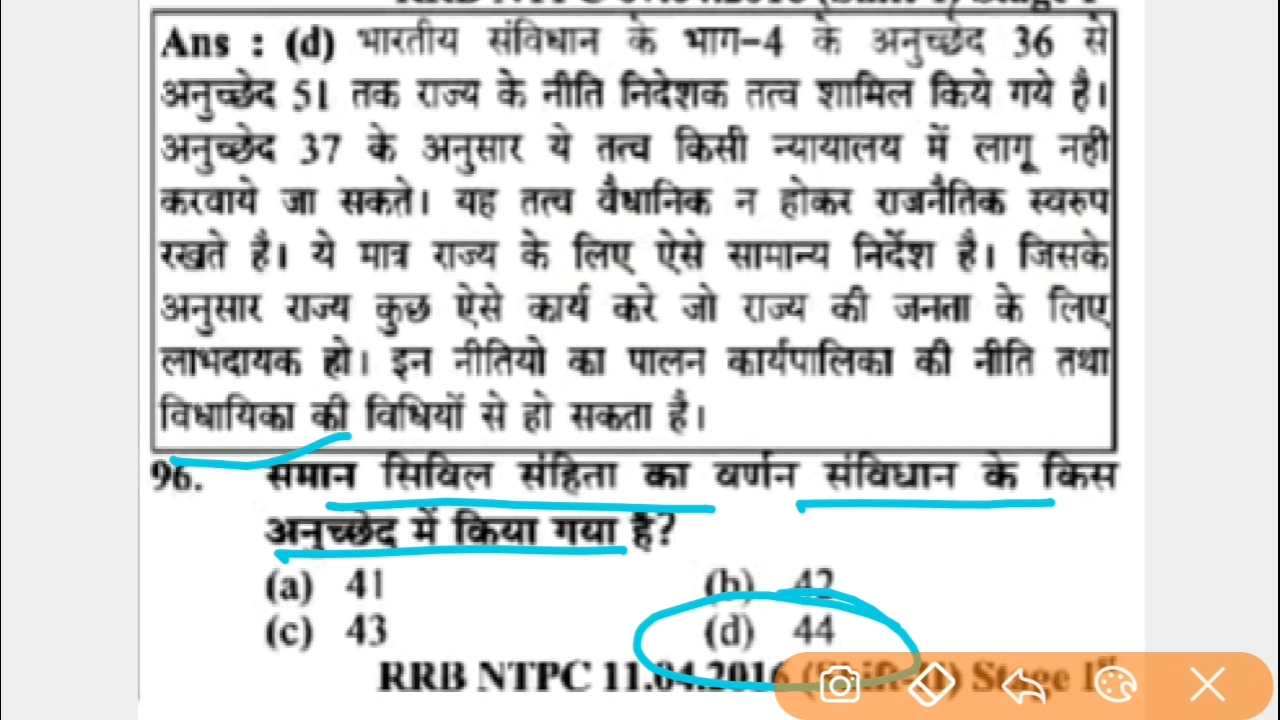 Ans : (d) भारतीय संविधान के भाग-4 के अनुच्छेद 36 से
अनुच्छेद 51 तक राज्य के नीति निदेशक तत्व शामिल किये गये है।
अनुच्छेद 37 के अनुसार ये तत्व किसी न्यायालय में लागू नही
करवाये जा सकते। यह तत्व वैधानिक न होकर राजनैतिक स्वरुप
रखते है। ये मात्र राज्य के लिए ऐसे सामान्य निर्देश है। जिसके
अनुसार राज्य कुछ ऐसे कार्य करे जो राज्य की जनता के लिए
लाभदायक हो। इन नीतियो का पालन कार्यपालिका की नीति तथा
विधायिका की विधियों से हो सकता है।
96. समान सिविल संहिता का वर्णन संविधान के किस
अनुच्छेद में किया गया है?
(a) 41 (b) 42
(c) 43 (d) 44
RRB NTPC 11.04.2016 Stage